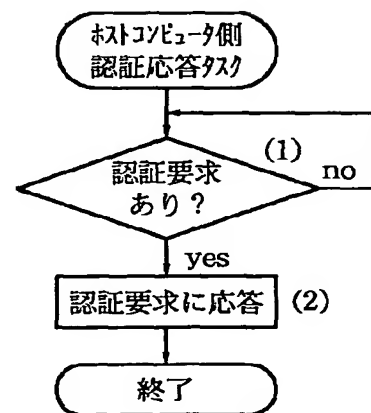 ﾎｽﾄｺﾝﾋﾟｭｰﾀ側
認証応答ﾀｽｸ
(1)
認証要求
あり？
no
yes
認証要求に応答
(2)
終了